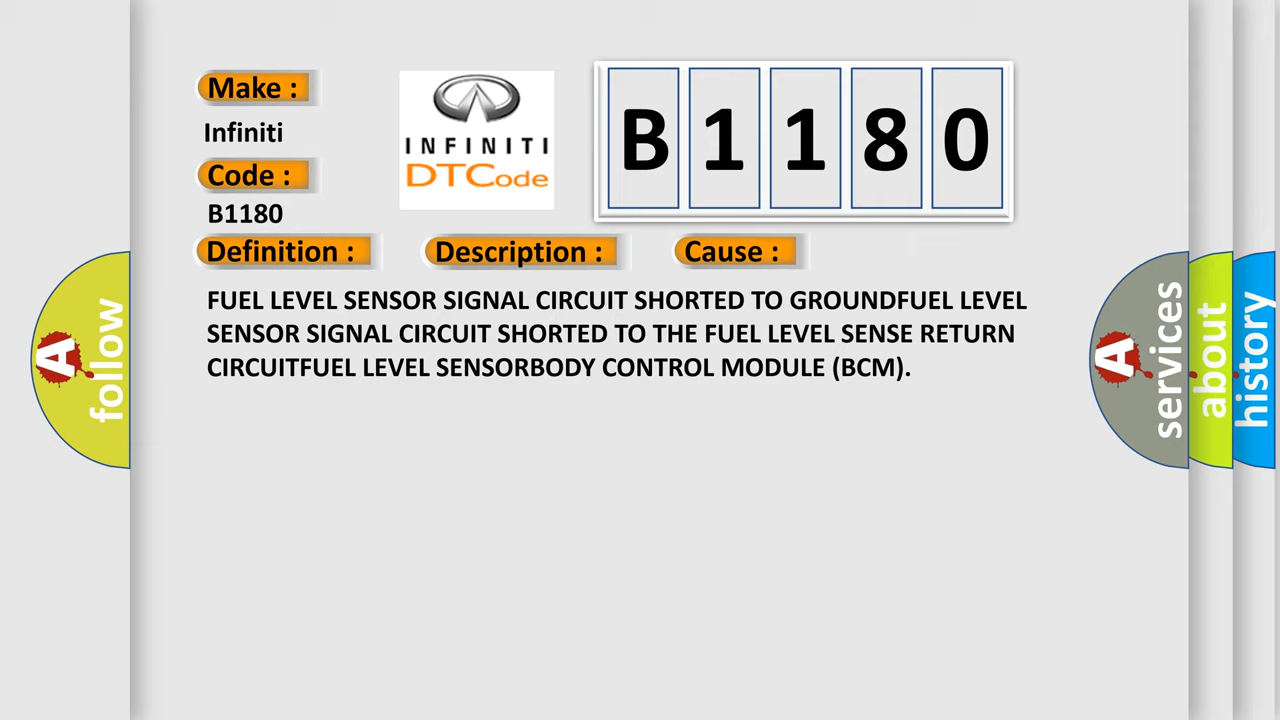 Make :
Infiniti
Code :
B1180
INFINITI
DTCode
B 1 1 8 0
Definition :
Description :
Cause :
FUEL LEVEL SENSOR SIGNAL CIRCUIT SHORTED TO GROUNDFUEL LEVEL
SENSOR SIGNAL CIRCUIT SHORTED TO THE FUEL LEVEL SENSE RETURN
CIRCUITFUEL LEVEL SENSORBODY CONTROL MODULE (BCM).
A follow
A services
about
history